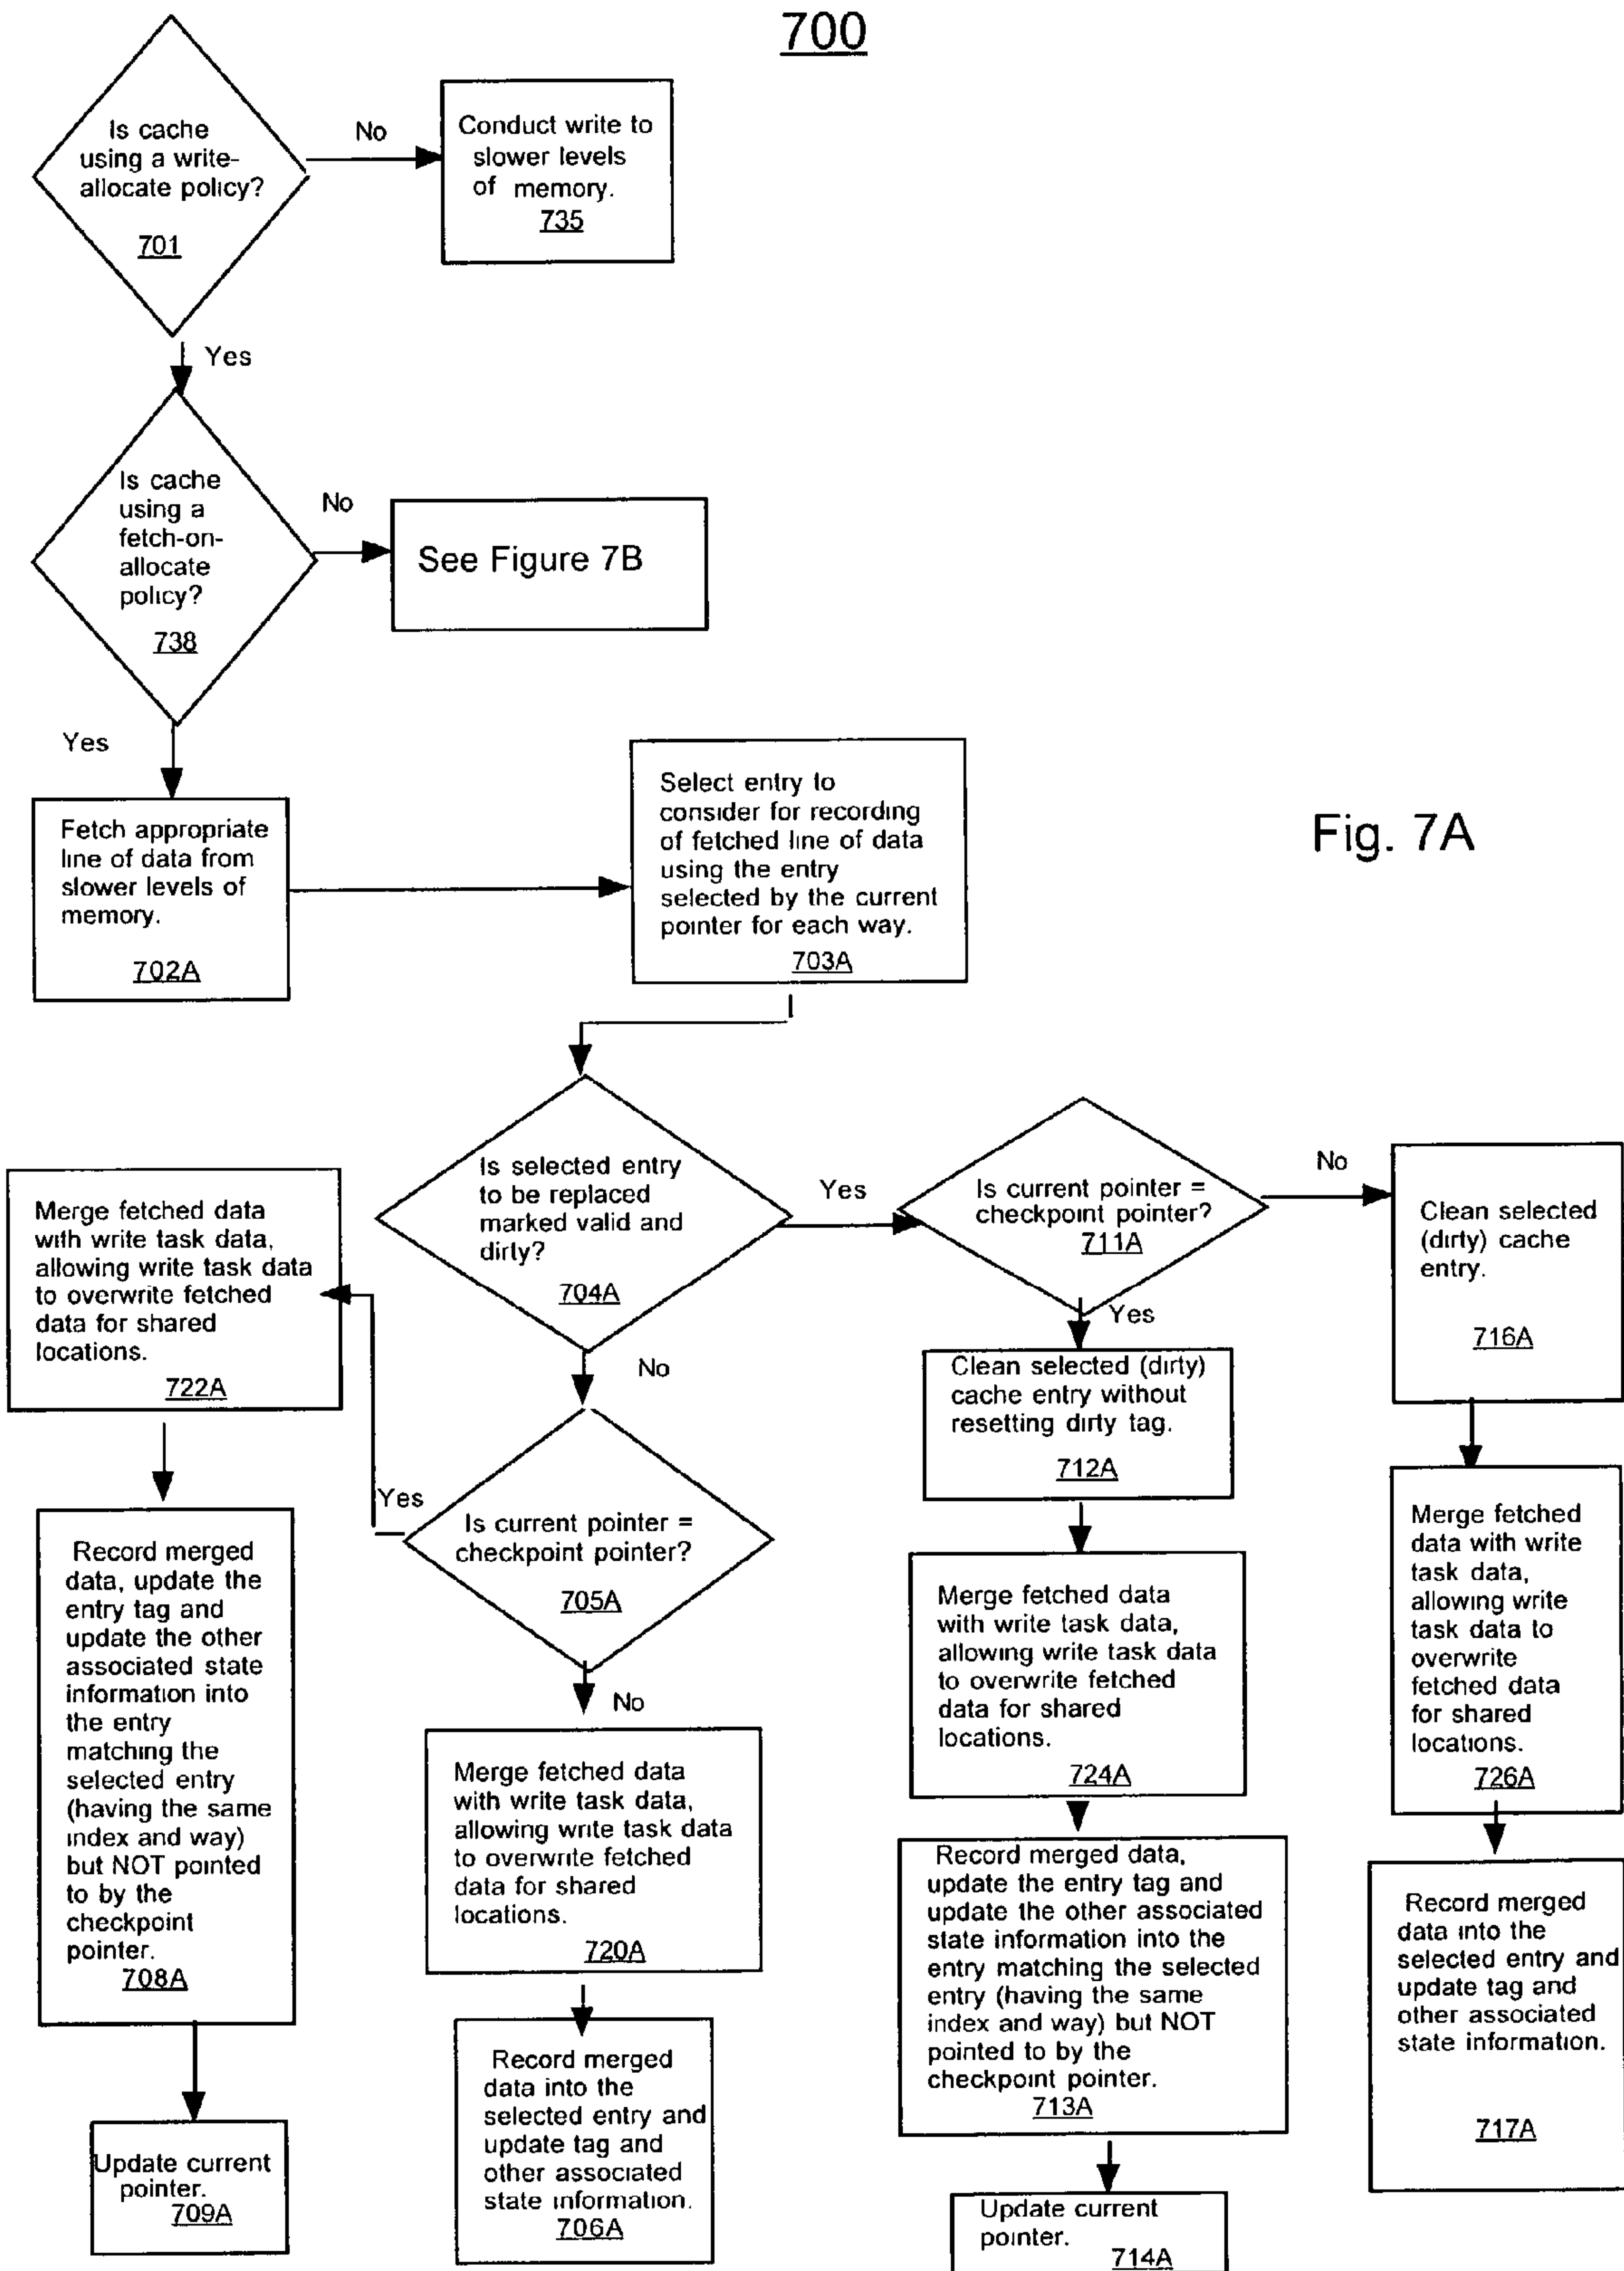 700
Is cache
using a write-
allocate policy?
701
No
Conduct write to
slower levels
of memory.
735
Yes
Is cache
using a
fetch-on-
allocate
policy?
738
No
See Figure 7B
Yes
Fetch appropriate
line of data from
slower levels of
memory.
702A
Select entry to
consider for recording
of fetched line of data
using the entry
selected by the current
pointer for each way.
703A
Fig. 7A
Is selected entry
to be replaced
marked valid and
dirty?
704A
Yes
Is current pointer =
checkpoint pointer?
711A
No
Clean selected
(dirty) cache
entry.
716A
Merge fetched data
with write task data,
allowing write task data
to overwrite fetched
data for shared
locations.
722A
No
Yes
Clean selected (dirty)
cache entry without
resetting dirty tag.
712A
Yes
Is current pointer =
checkpoint pointer?
705A
Record merged
data, update the
entry tag and
update the other
associated state
information into
the entry
matching the
selected entry
(having the same
index and way)
but NOT pointed
to by the
checkpoint
pointer.
708A
Merge fetched data
with write task data,
allowing write task data
to overwrite fetched
data for shared
locations.
724A
Merge fetched
data with write
task data,
allowing write
task data to
overwrite
fetched data
for shared
locations.
726A
No
Merge fetched data
with write task data,
allowing write task data
to overwrite fetched
data for shared
locations.
720A
Record merged data,
update the entry tag and
update the other associated
state information into the
entry matching the selected
entry (having the same
index and way) but NOT
pointed to by the
checkpoint pointer.
713A
Record merged
data into the
selected entry and
update tag and
other associated
state information.
717A
Update current
pointer.
709A
Record merged
data into the
selected entry and
update tag and
other associated
state information.
706A
Update current
pointer.
714A